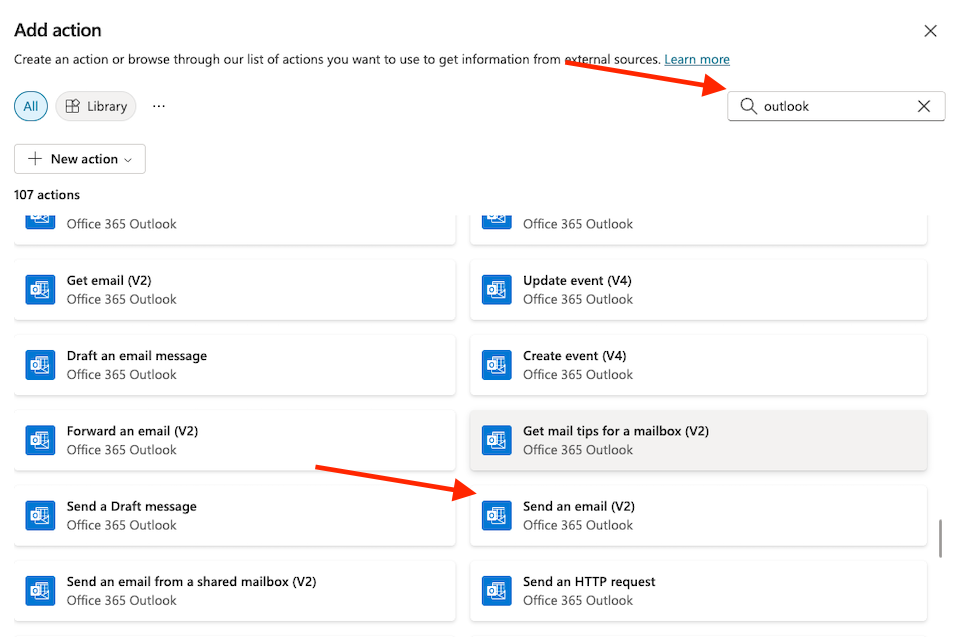 Add action
Create an action or browse through our list of actions you want to use to get information from external sources. Learn more
All
Library
...
outlook
New action
107 actions
Office 365 Outlook
Office 365 Outlook
Get email (V2)
Office 365 Outlook
Update event (V4)
Office 365 Outlook
Draft an email message
Office 365 Outlook
Create event (V4)
Office 365 Outlook
Forward an email (V2)
Office 365 Outlook
Get mail tips for a mailbox (V2)
Office 365 Outlook
Send a Draft message
Office 365 Outlook
Send an email (V2)
Office 365 Outlook
Send an email from a shared mailbox (V2)
Office 365 Outlook
Send an HTTP request
Office 365 Outlook